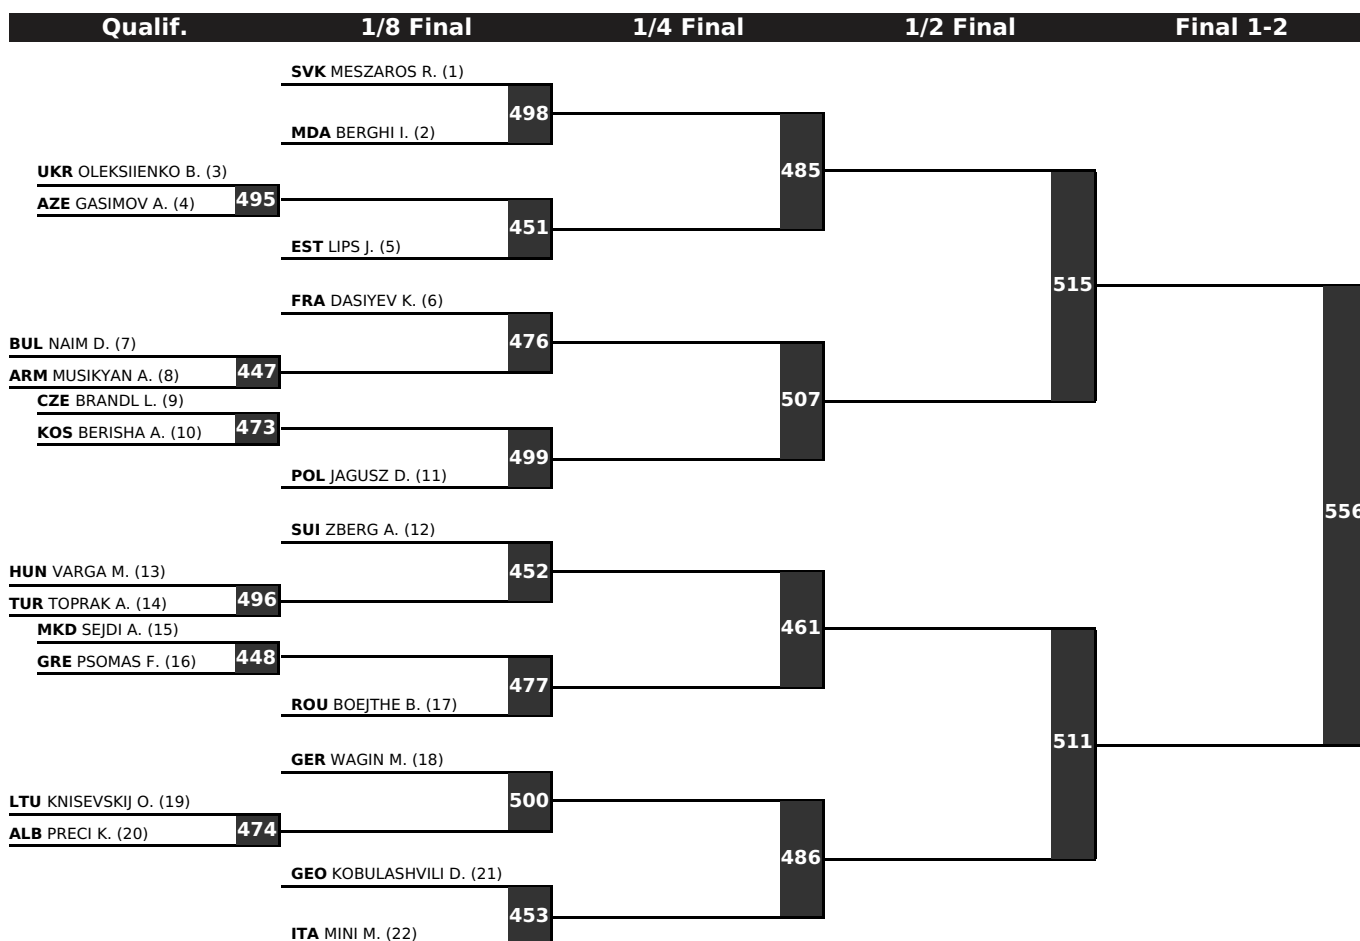 Qualif. 1/8 Final 1/4 Final 1/2 Final Final 1-2
SVK MESZAROS R. (1)
498
MDA BERGHI I. (2)
485
UKR OLEKSIIENKO B. (3)
495
AZE GASIMOV A. (4)
451
EST LIPS J. (5)
515
FRA DASIYEV K. (6)
476
BUL NAIM D. (7)
447
ARM MUSIKYAN A. (8)
507
CZE BRANDL L. (9)
473
KOS BERISHA A. (10)
499
POL JAGUSZ D. (11)
556
SUI ZBERG A. (12)
452
HUN VARGA M. (13)
496
TUR TOPRAK A. (14)
461
MKD SEJDI A. (15)
448
GRE PSOMAS F. (16)
477
ROU BOEJTHE B. (17)
511
GER WAGIN M. (18)
500
LTU KNISEVSKIJ O. (19)
474
ALB PRECI K. (20)
486
GEO KOBULASHVILI D. (21)
453
ITA MINI M. (22)